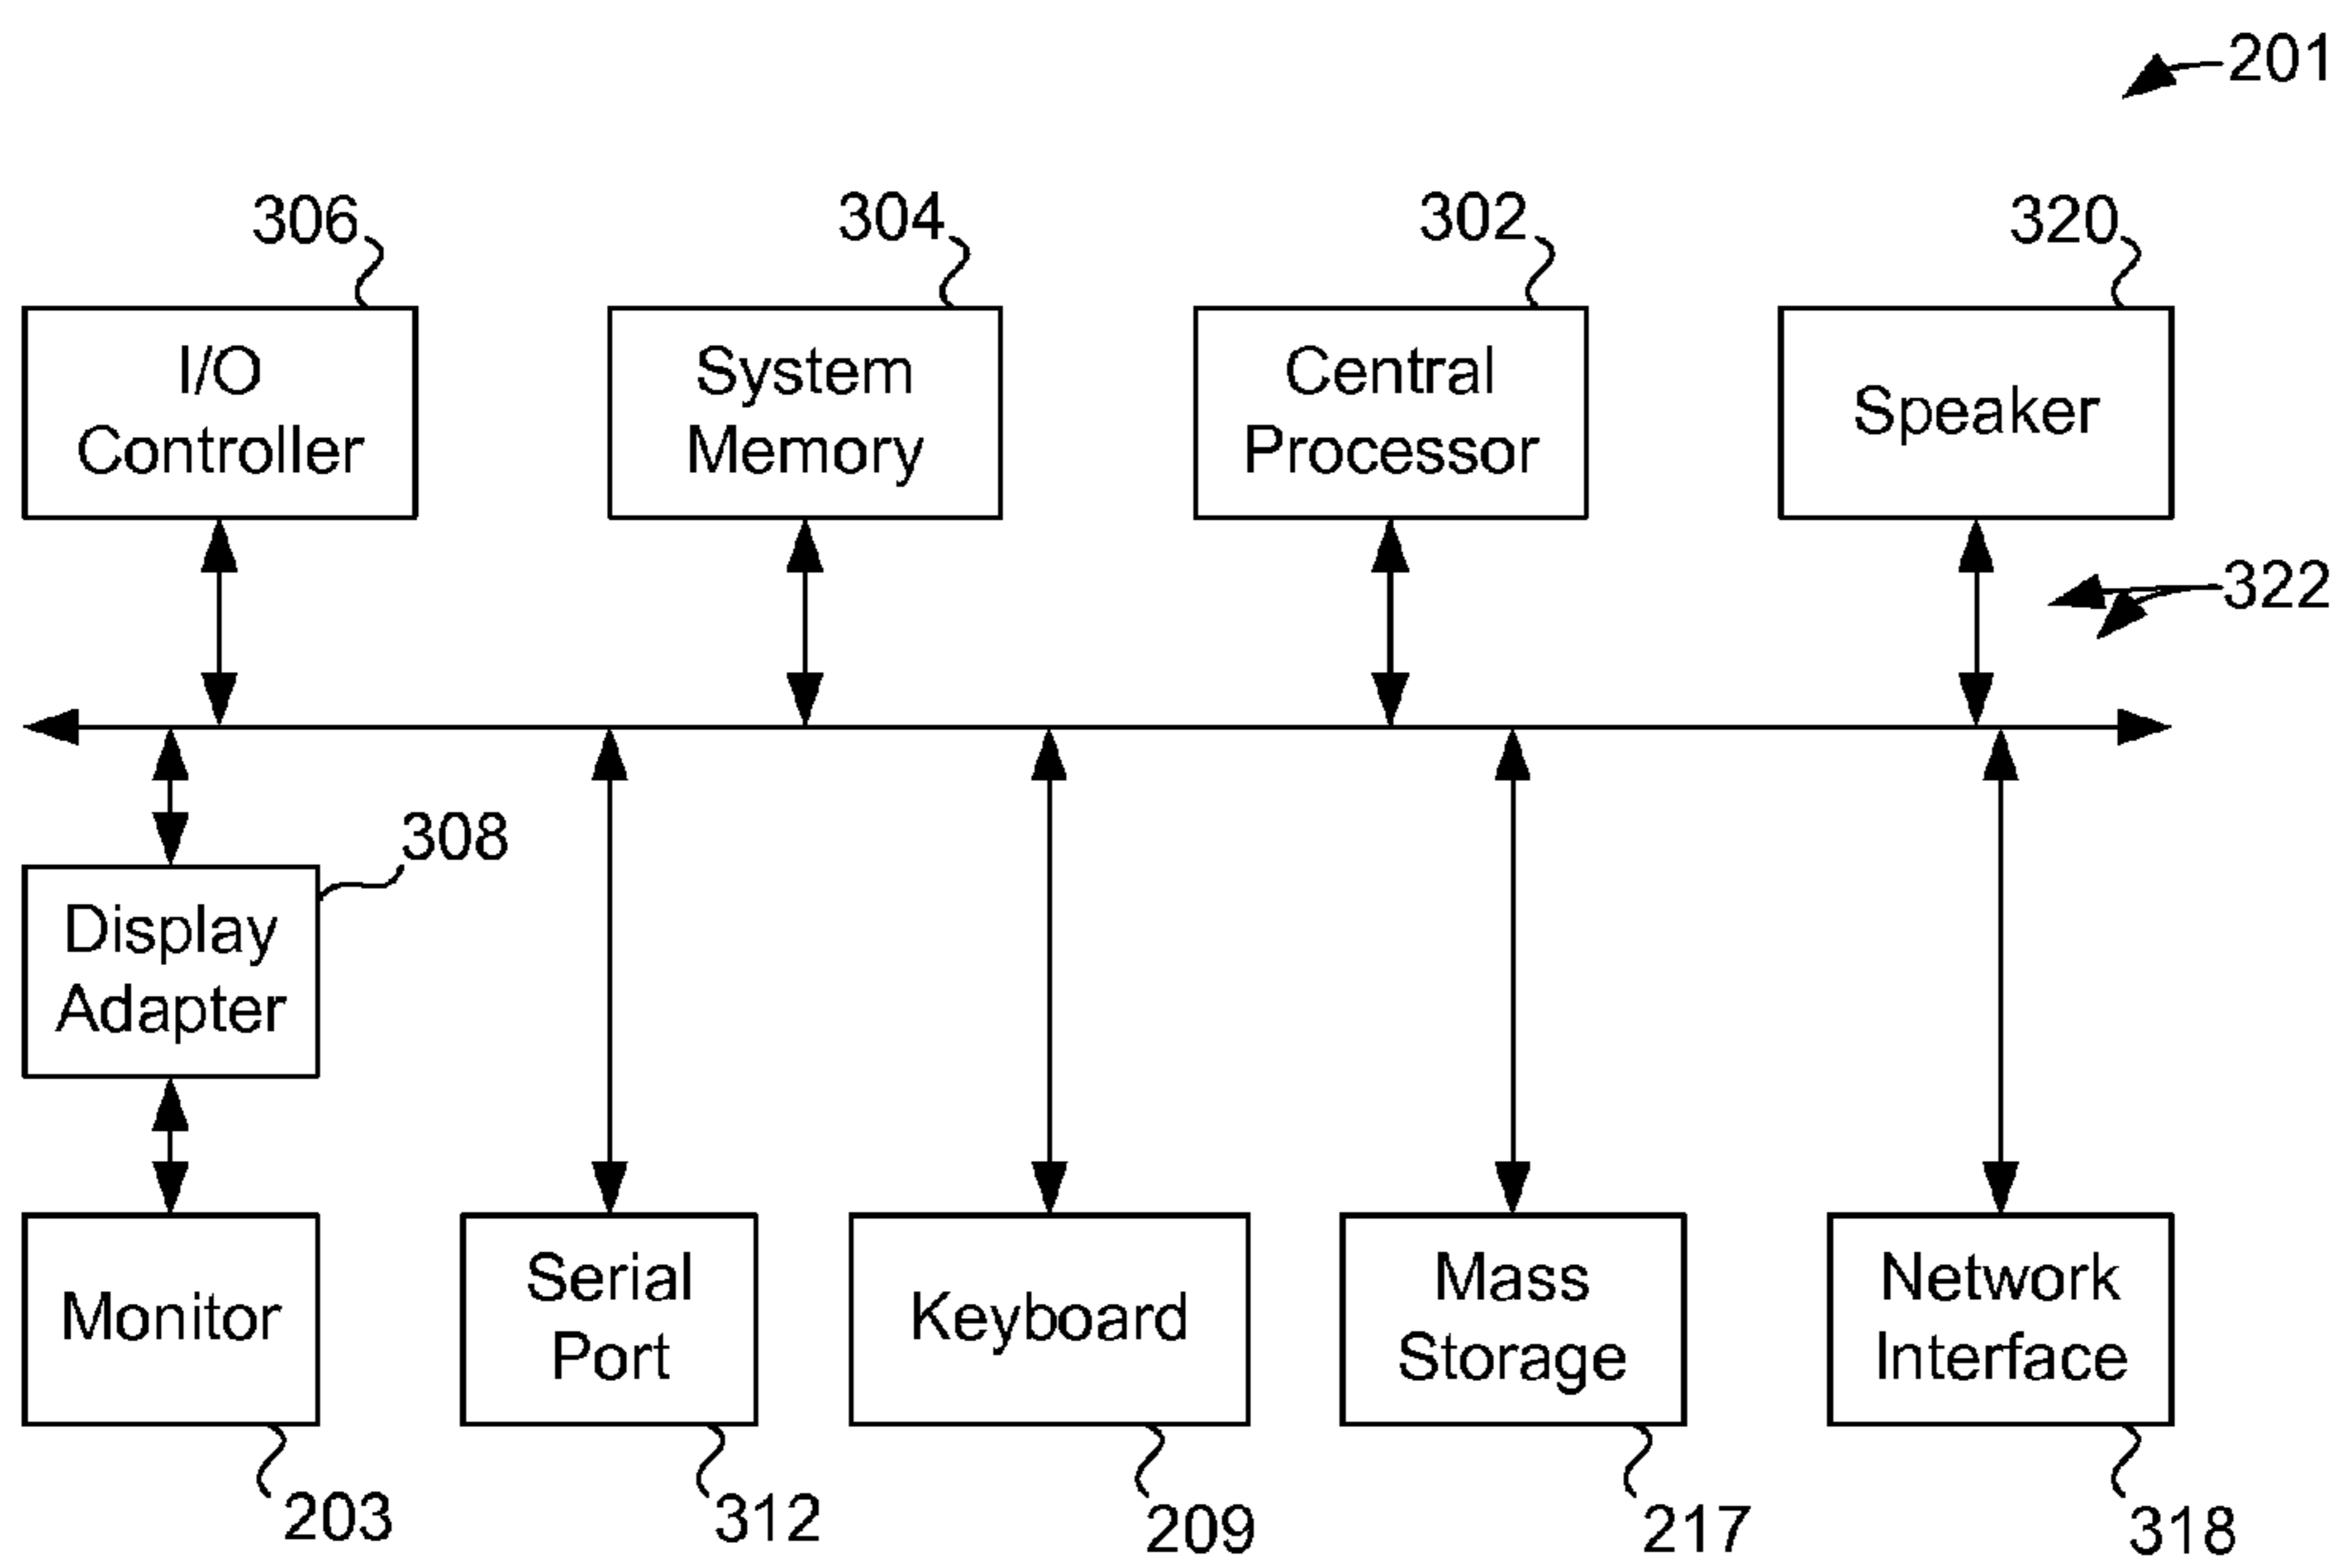 201
306
304
302
320
I/O
Controller
System
Memory
Central
Processor
Speaker
322
308
Display
Adapter
Monitor
Serial
Port
Keyboard
Mass
Storage
Network
Interface
203
312
209
217
318